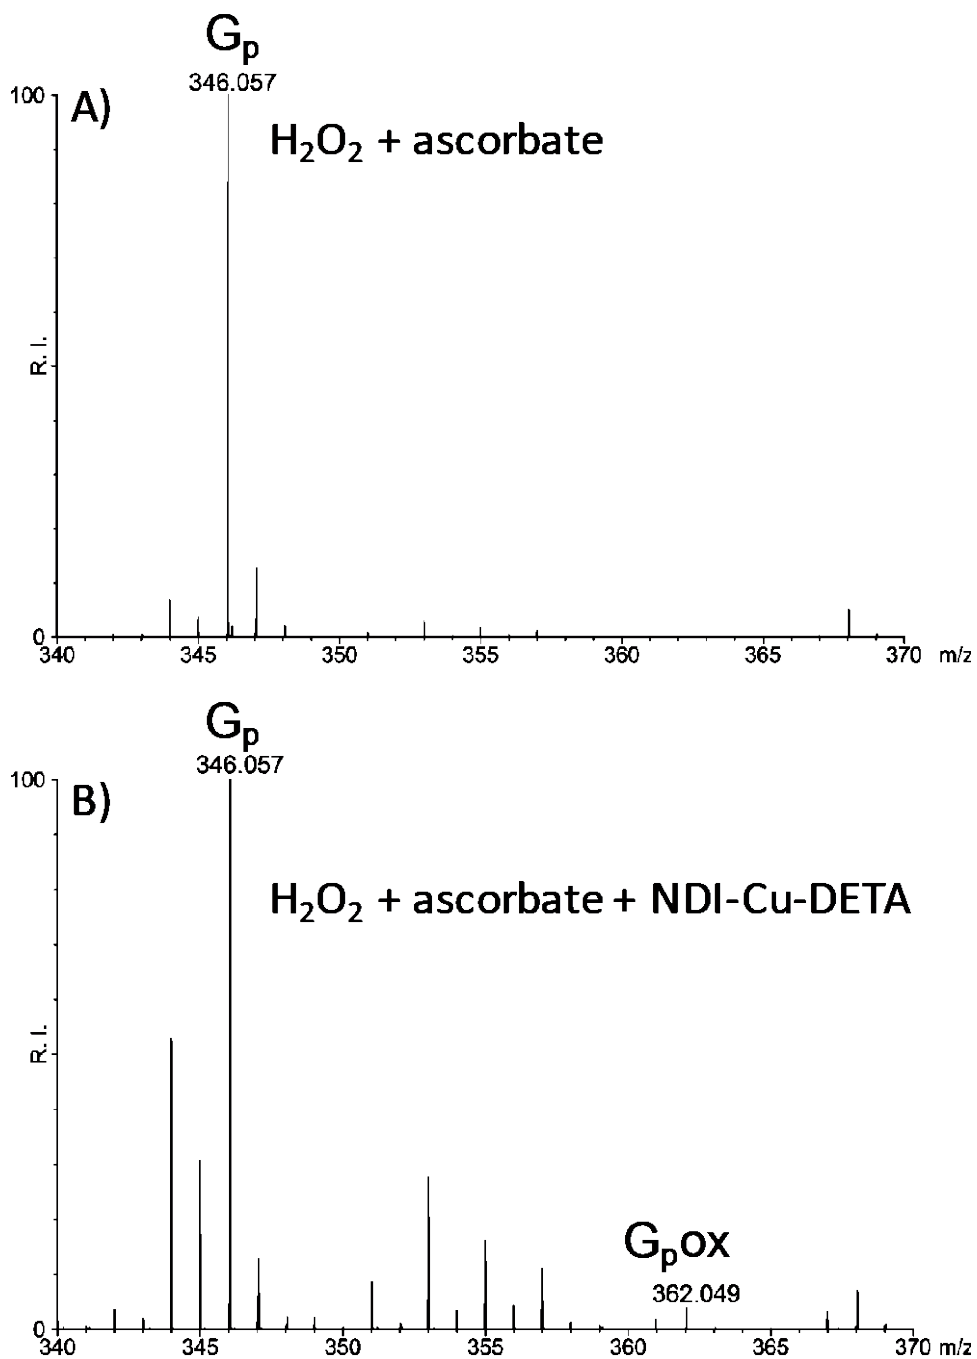 Gp
346.057
100
A)
H2O2 + ascorbate
R. I.
0
340 345 350 355 360 365 370 m/z
Gp
346.057
100
B)
H2O2 + ascorbate + NDI-Cu-DETA
R. I.
Gpox
362.049
0
340 345 350 355 360 365 370 m/z